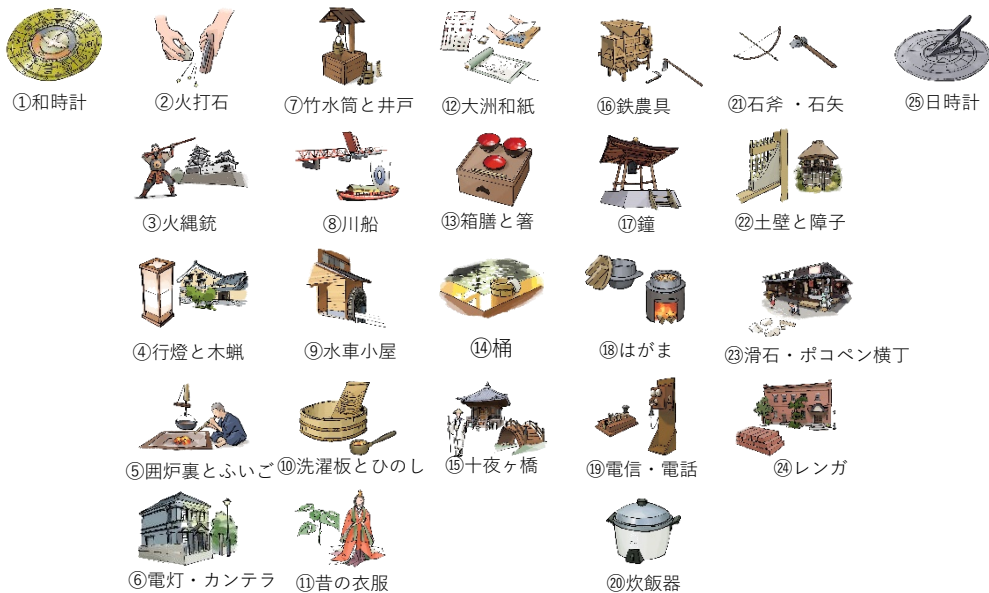 ①和時計
②火打石
⑦竹水筒と井戸
⑫大洲和紙
⑯鉄農具
㉑石斧 ・石矢
㉕日時計
③火縄銃
⑧川船
⑬箱膳と箸
⑰鐘
㉒土壁と障子
④行燈と木蝋
⑨水車小屋
⑭桶
⑱はがま
㉓滑石・ポコペン横丁
⑤囲炉裏とふいご
⑩洗濯板とひのし
⑮十夜ヶ橋
⑲電信・電話
㉔レンガ
⑥電灯・カンテラ
⑪昔の衣服
⑳炊飯器